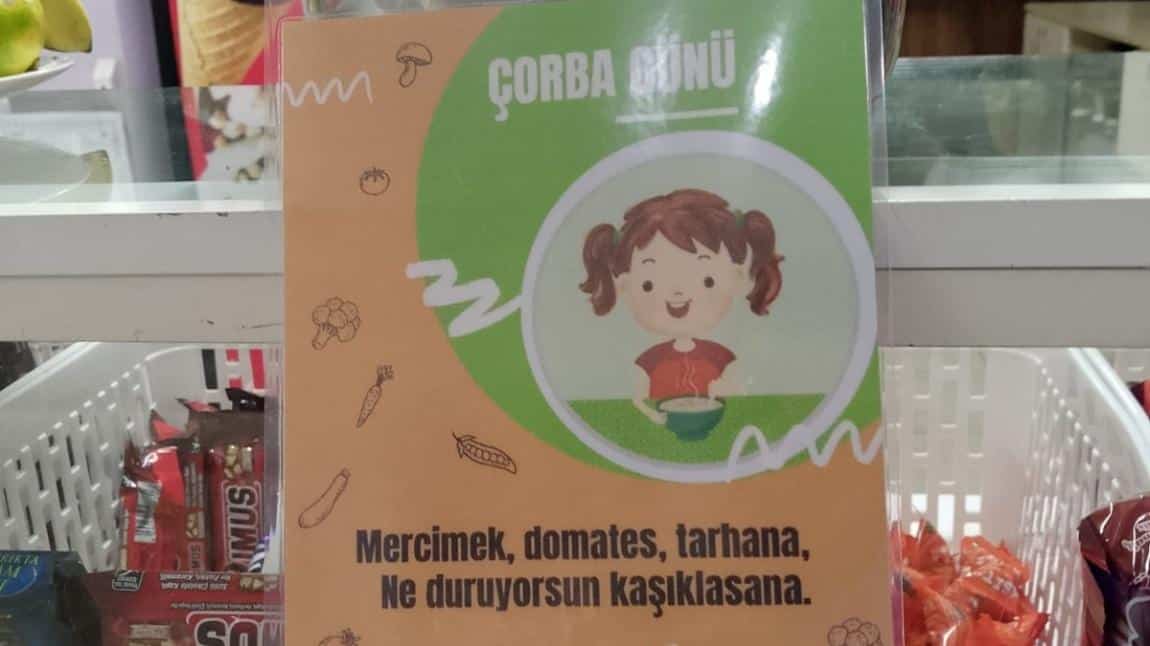 ÇORBA GÜNÜ
Mercimek, domates, tarhana,
Ne duruyorsun kaşıklasana.